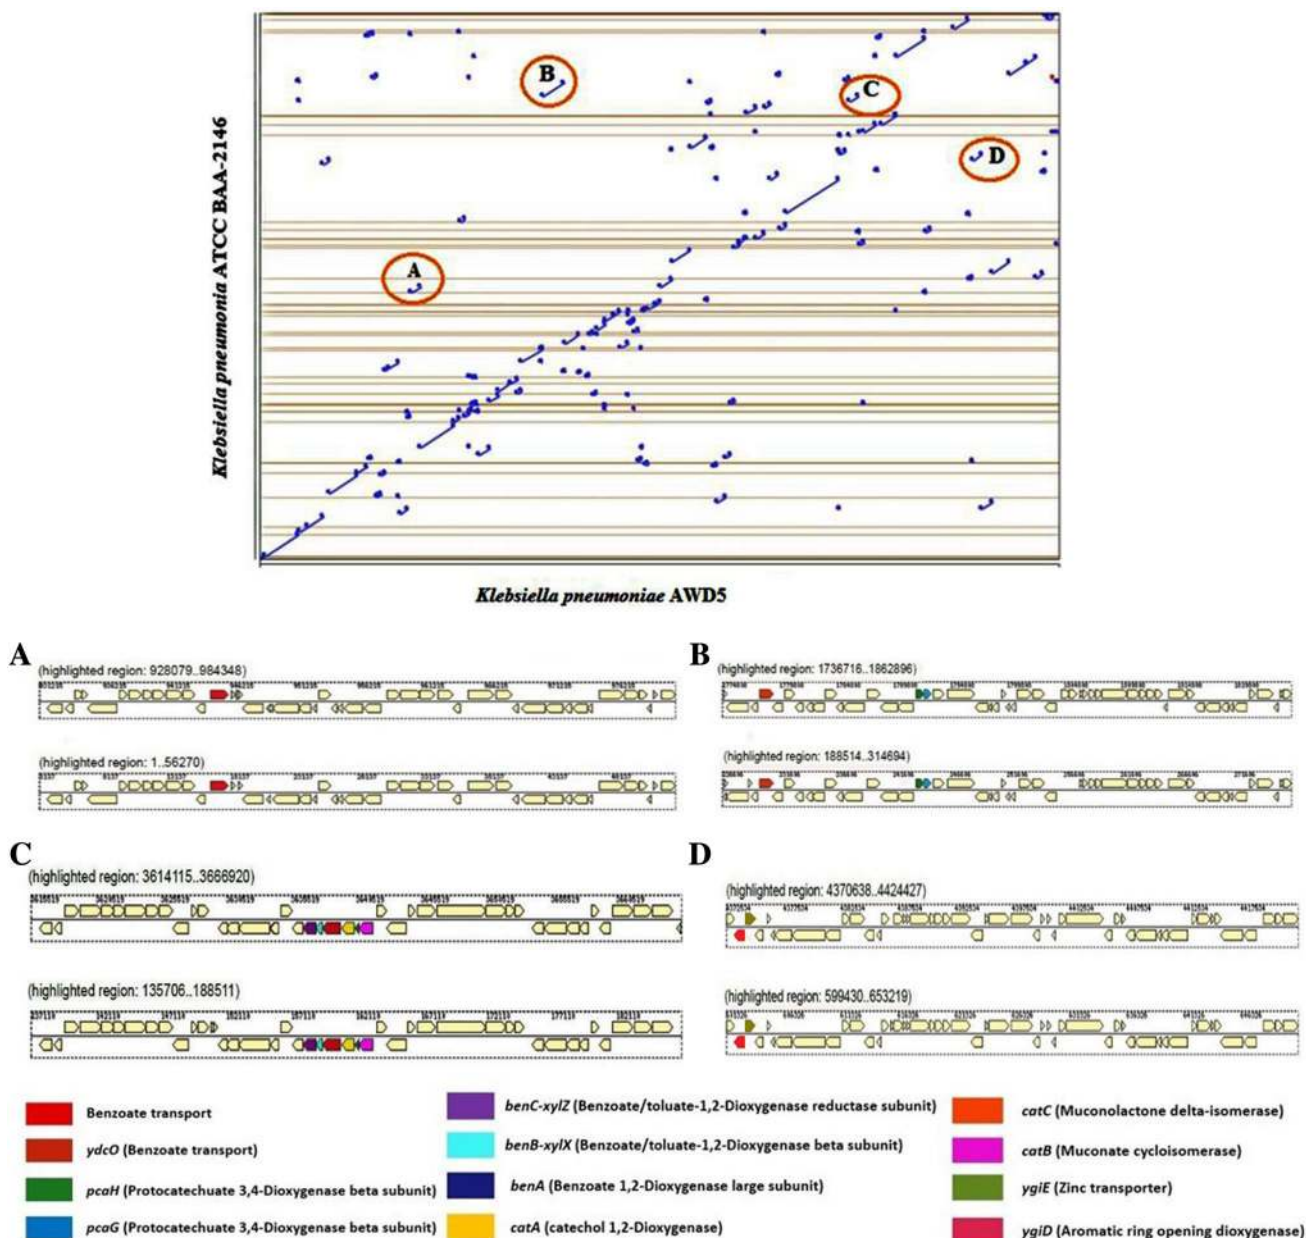 B
C
D
A
Klebsiella pneumonia ATCC BAA-2146
Klebsiella pneumoniae AWD5
A
(highlighted region: 928079..984348)
(highlighted region: 1..56270)
B
(highlighted region: 1736716..1862896)
(highlighted region: 188514..314694)
C
(highlighted region: 3614115..3666920)
(highlighted region: 135706..188511)
D
(highlighted region: 4370638..4424427)
(highlighted region: 599430..653219)
Benzoate transport
ydcO (Benzoate transport)
pcaH (Protocatechuate 3,4-Dioxygenase beta subunit)
pcaG (Protocatechuate 3,4-Dioxygenase beta subunit)
benC-xylZ (Benzoate/toluate-1,2-Dioxygenase reductase subunit)
benB-xylX (Benzoate/toluate-1,2-Dioxygenase beta subunit)
benA (Benzoate 1,2-Dioxygenase large subunit)
catA (catechol 1,2-Dioxygenase)
catC (Muconolactone delta-isomerase)
catB (Muconate cycloisomerase)
ygiE (Zinc transporter)
ygiD (Aromatic ring opening dioxygenase)